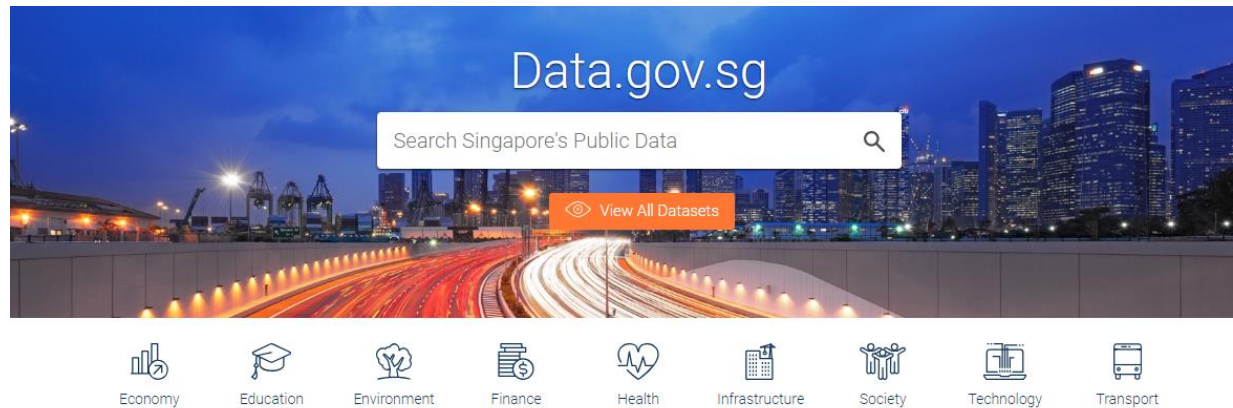 Data.gov.sg
Search Singapore's Public Data
View All Datasets
Economy Education Environment Finance Health Infrastructure Society Technology Transport